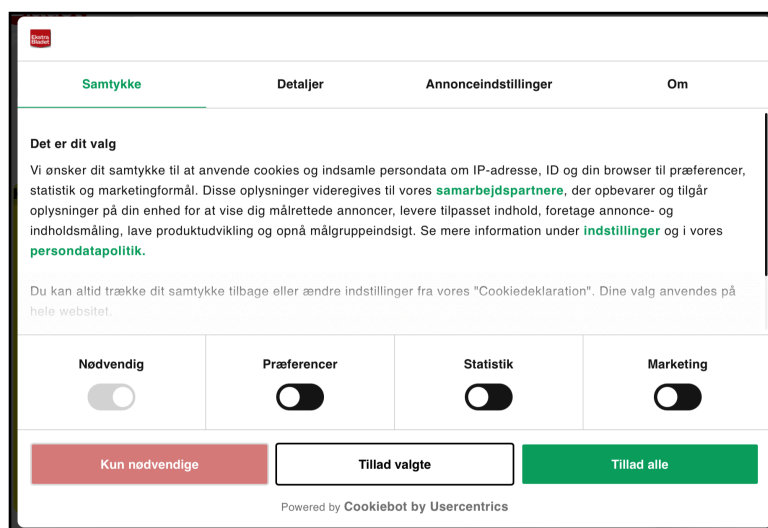 Ekstra
Bladet
Samtykke Detaljer Annonceindstillinger Om
Det er dit valg
Vi ønsker dit samtykke til at anvende cookies og indsamle persondata om IP-adresse, ID og din browser til præferencer,
statistik og marketingformål. Disse oplysninger videregives til vores samarbejdspartnere, der opbevarer og tilgår
oplysninger på din enhed for at vise dig målrettede annoncer, levere tilpasset indhold, foretage annonce- og
indholdsmåling, lave produktudvikling og opnå målgruppeindsigt. Se mere information under indstillinger og i vores
persondatapolitik.
Du kan altid trække dit samtykke tilbage eller ændre indstillinger fra vores "Cookiedeklaration". Dine valg anvendes på
hele websitet.
Nødvendig Præferencer Statistik Marketing
Kun nødvendige Tillad valgte Tillad alle
Powered by Cookiebot by Usercentrics